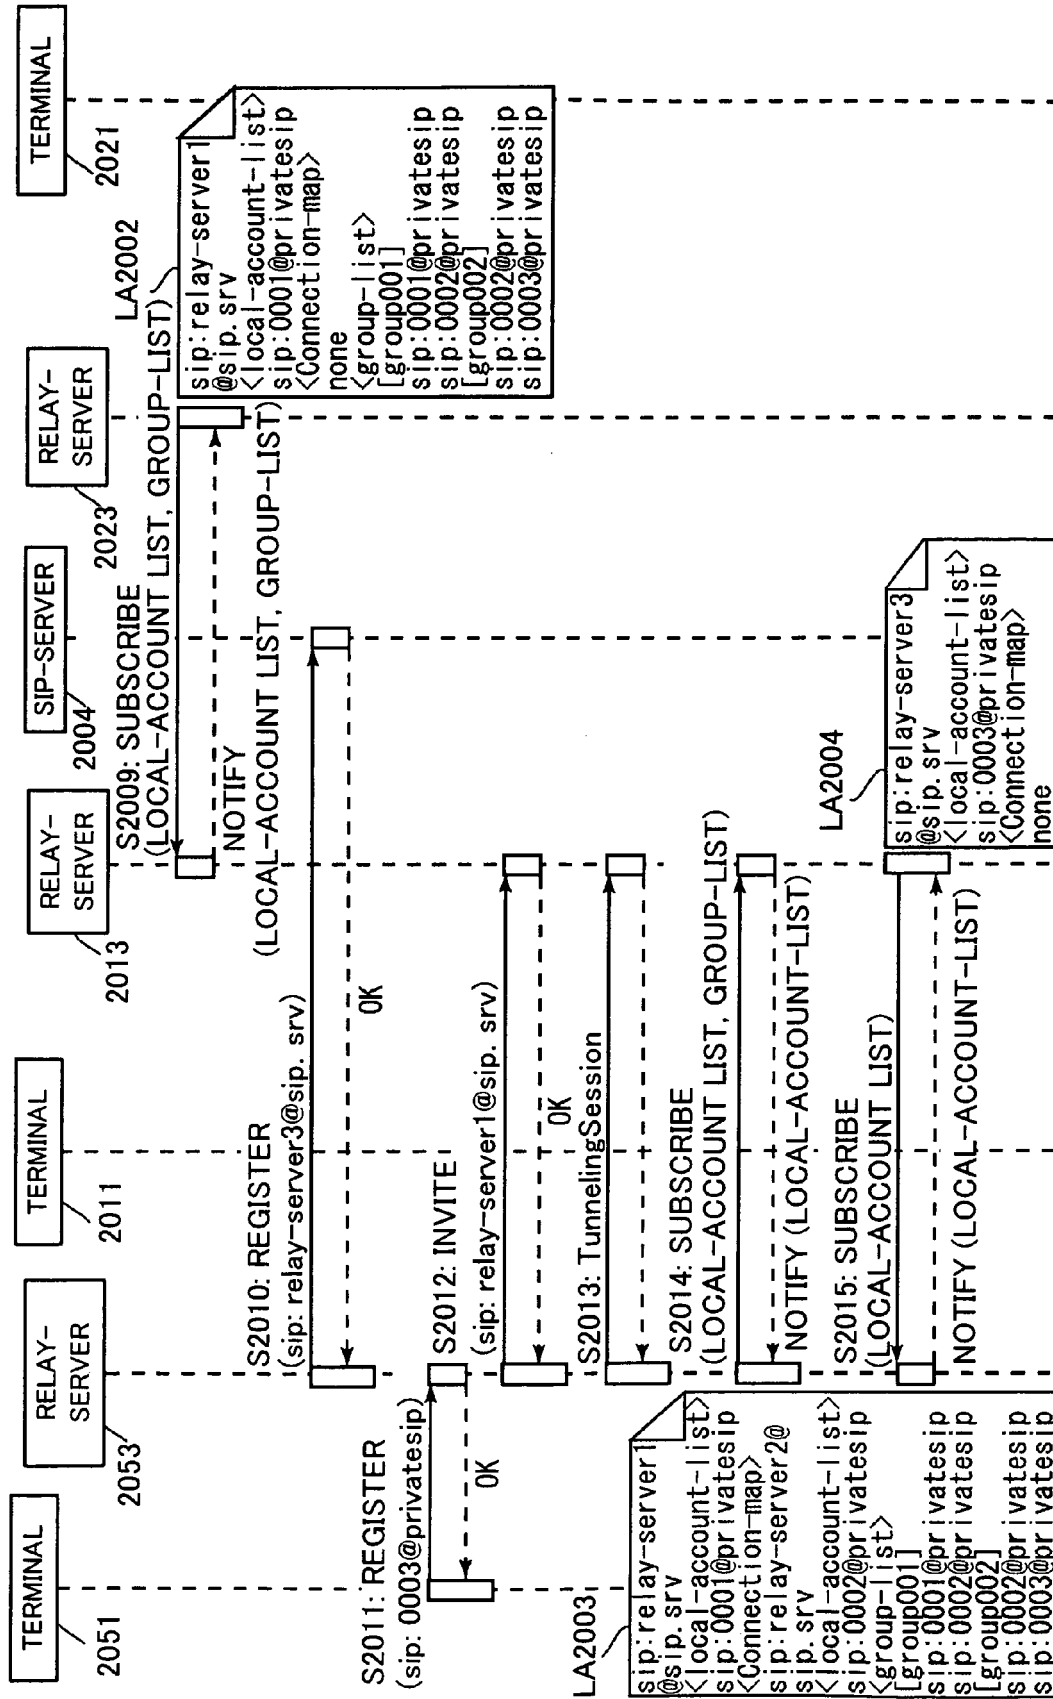 TERMINAL
2051
RELAY-
SERVER
2053
TERMINAL
2011
RELAY-
SERVER
2013
SIP-SERVER
2004
RELAY-
SERVER
2023
TERMINAL
2021
S2009: SUBSCRIBE
(LOCAL-ACCOUNT LIST, GROUP-LIST)
NOTIFY
(LOCAL-ACCOUNT LIST, GROUP-LIST)
LA2002
sip:relay-server1
@sip.srv
<local-account-list>
sip:0001@privatesip
<Connection-map>
none
<group-list>
[group001]
sip:0001@privatesip
sip:0002@privatesip
[group002]
sip:0002@privatesip
sip:0003@privatesip
S2010: REGISTER
(sip: relay-server3@sip. srv)
OK
S2011: REGISTER
(sip: 0003@privatesip)
OK
S2012: INVITE
(sip: relay-server1@sip. srv)
OK
S2013: TunnelingSession
S2014: SUBSCRIBE
(LOCAL-ACCOUNT LIST, GROUP-LIST)
NOTIFY (LOCAL-ACCOUNT-LIST)
S2015: SUBSCRIBE
(LOCAL-ACCOUNT LIST)
NOTIFY (LOCAL-ACCOUNT-LIST)
LA2003
sip:relay-server1
@sip.srv
<local-account-list>
sip:0001@privatesip
<Connection-map>
sip:relay-server2@
sip.srv
<local-account-list>
sip:0002@privatesip
<group-list>
[group001]
sip:0001@privatesip
sip:0002@privatesip
[group002]
sip:0002@privatesip
sip:0003@privatesip
LA2004
sip:relay-server3
@sip.srv
<local-account-list>
sip:0003@privatesip
<Connection-map>
none